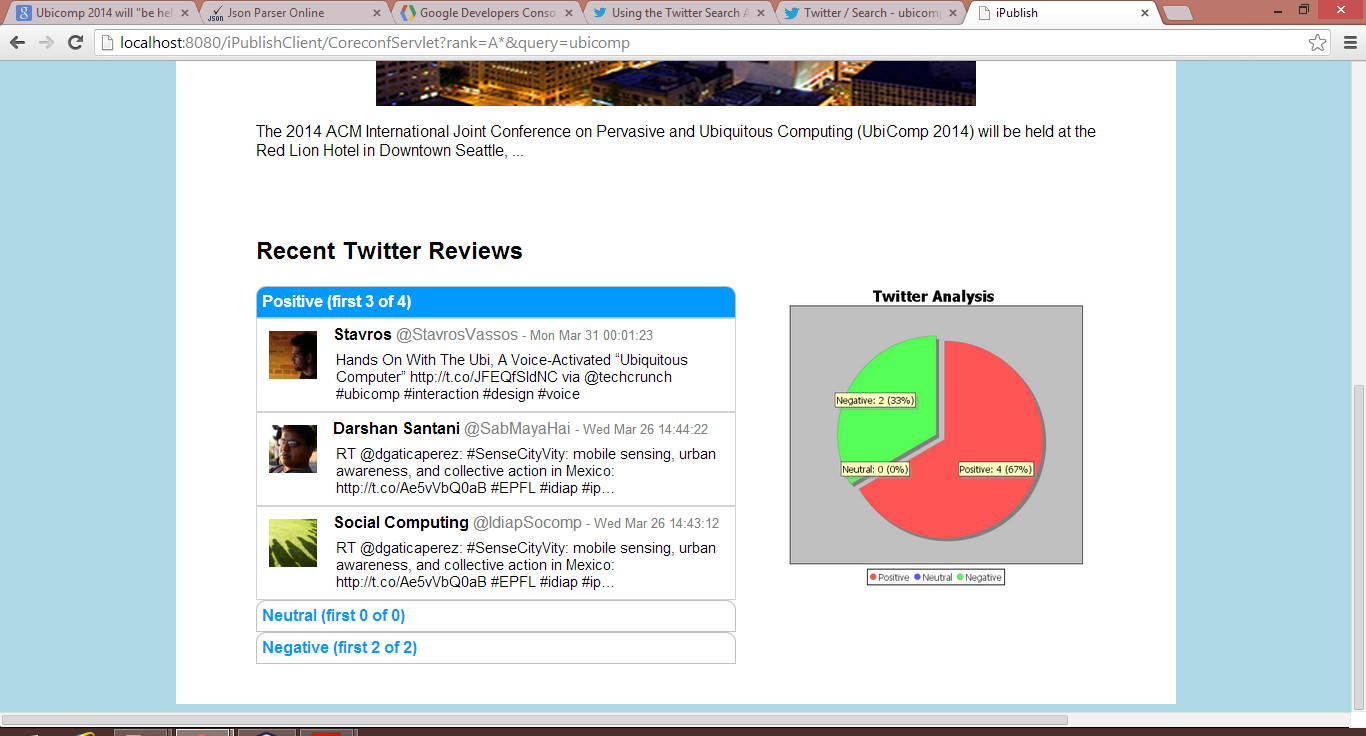 Ubicomp 2014 will "be hel
Json Parser Online
Google Developers Conso
Using the Twitter Search A
Twitter / Search - ubicomp
iPublish
localhost:8080/iPublishClient/CoreconfServlet?rank=A*&query=ubicomp
The 2014 ACM International Joint Conference on Pervasive and Ubiquitous Computing (UbiComp 2014) will be held at the
Red Lion Hotel in Downtown Seattle, ...
Recent Twitter Reviews
Positive (first 3 of 4)
Stavros @StavrosVassos - Mon Mar 31 00:01:23
Hands On With The Ubi, A Voice-Activated “Ubiquitous
Computer” http://t.co/JFEQfSldNC via @techcrunch
#ubicomp #interaction #design #voice
Darshan Santani @SabMayaHai - Wed Mar 26 14:44:22
RT @dgaticaperez: #SenseCityVity: mobile sensing, urban
awareness, and collective action in Mexico:
http://t.co/Ae5vVbQ0aB #EPFL #idiap #ip…
Social Computing @IdiapSocomp - Wed Mar 26 14:43:12
RT @dgaticaperez: #SenseCityVity: mobile sensing, urban
awareness, and collective action in Mexico:
http://t.co/Ae5vVbQ0aB #EPFL #idiap #ip…
Neutral (first 0 of 0)
Negative (first 2 of 2)
Twitter Analysis
Negative: 2 (33%)
Neutral: 0 (0%)
Positive: 4 (67%)
Positive Neutral Negative